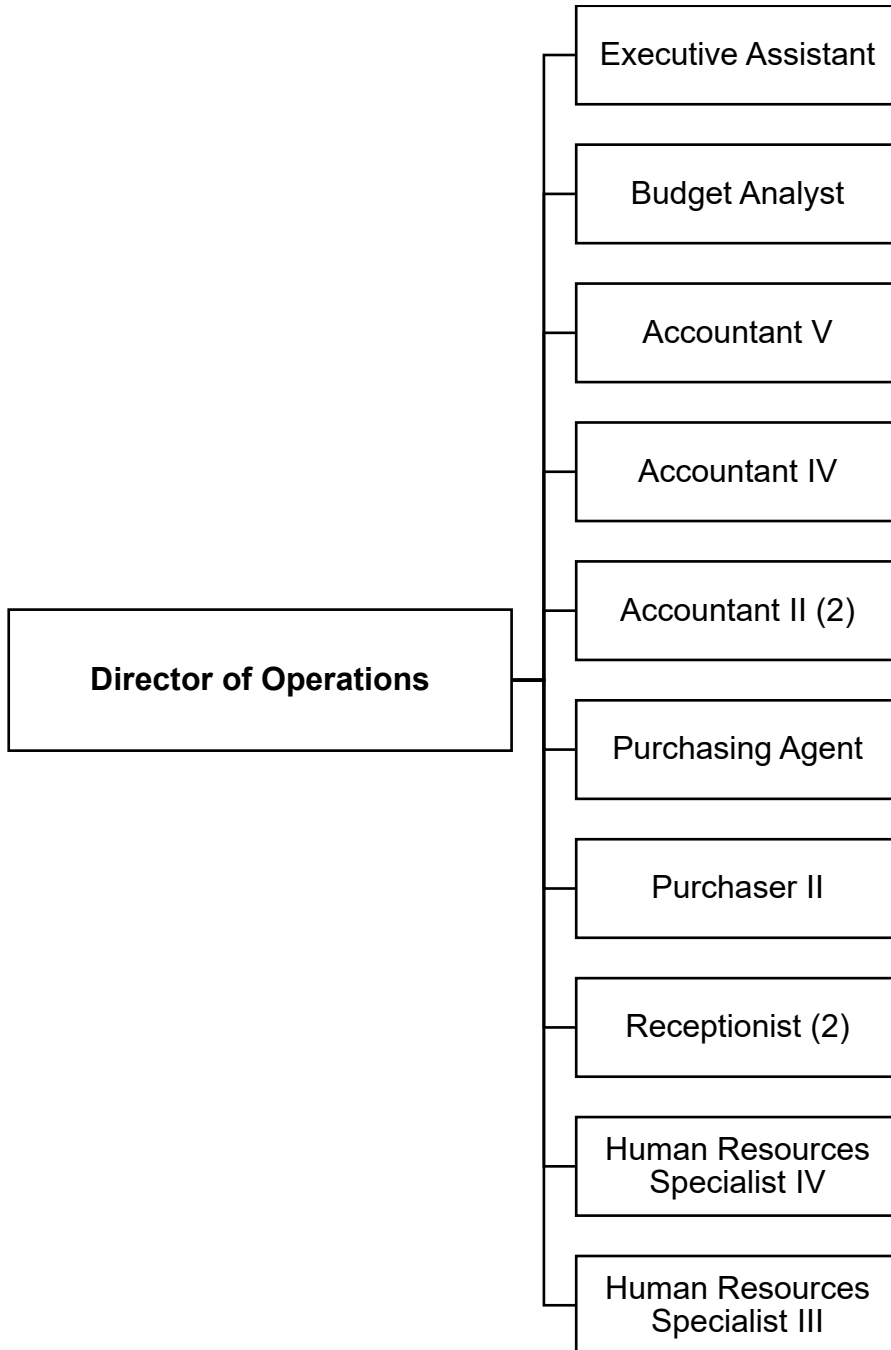 Executive Assistant
Budget Analyst
Accountant V
Accountant IV
Accountant II (2)
Director of Operations
Purchasing Agent
Purchaser II
Receptionist (2)
Human Resources
Specialist IV
Human Resources
Specialist III